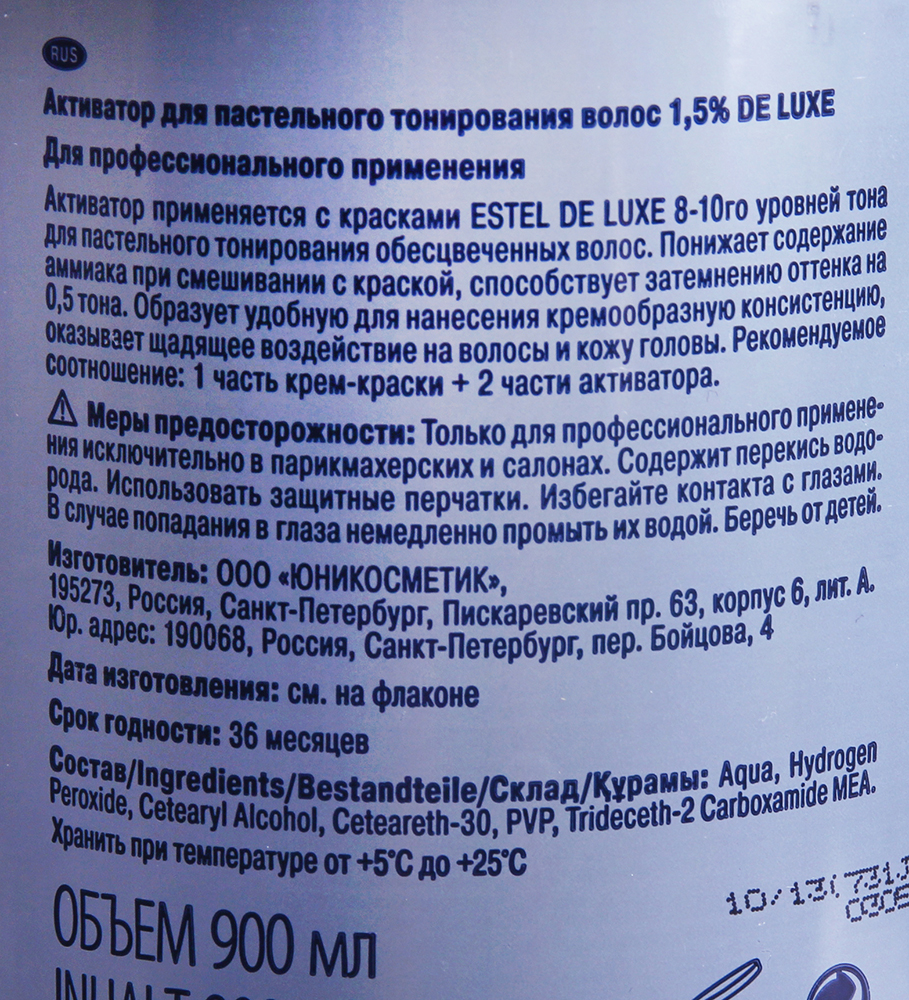 RUS
Активатор для пастельного тонирования волос 1,5% DE LUXE
Для профессионального применения
Активатор применяется с красками ESTEL DE LUXE 8-10го уровней тона
для пастельного тонирования обесцвеченных волос. Понижает содержание
аммиака при смешивании с краской, способствует затемнению оттенка на
0,5 тона. Образует удобную для нанесения кремообразную консистенцию,
оказывает щадящее воздействие на волосы и кожу головы. Рекомендуемое
соотношение: 1 часть крем-краски + 2 части активатора.
Меры предосторожности: Только для профессионального примене-
ния исключительно в парикмахерских и салонах. Содержит перекись водо-
рода. Использовать защитные перчатки. Избегайте контакта с глазами.
В случае попадания в глаза немедленно промыть их водой. Беречь от детей.
Изготовитель: ООО «ЮНИКОСМЕТИК»,
195273, Россия, Санкт-Петербург, Пискаревский пр. 63, корпус 6, лит. А.
Юр. адрес: 190068, Россия, Санкт-Петербург, пер. Бойцова, 4
Дата изготовления: см. на флаконе
Срок годности: 36 месяцев
Состав/Ingredients/Bestandteile/Склад/Құрамы: Aqua, Hydrogen
Peroxide, Cetearyl Alcohol, Ceteareth-30, PVP, Trideceth-2 Carboxamide MEA.
Хранить при температуре от +5°C до +25°C
10/13(
ОБЪЕМ 900 мл
INHALT